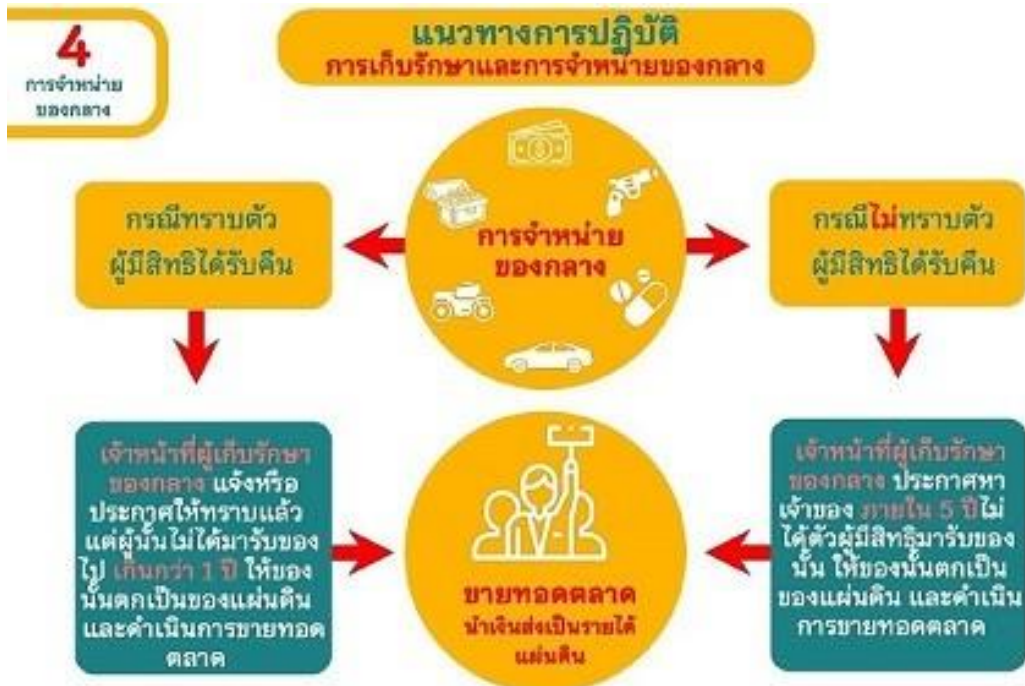 4
การจำหน่าย
ของกลาง
แนวทางการปฏิบัติ
การเก็บรักษาและการจำหน่ายของกลาง
กรณีทราบตัว
ผู้มีสิทธิได้รับคืน
การจำหน่าย
ของกลาง
กรณีไม่ทราบตัว
ผู้มีสิทธิได้รับคืน
เจ้าหน้าที่ผู้เก็บรักษา
ของกลาง แจ้งหรือ
ประกาศให้ทราบแล้ว
แต่ผู้นั้นไม่ได้มารับของ
ไป เกินกว่า 1 ปี ให้ของ
นั้นตกเป็นของแผ่นดิน
และดำเนินการขายทอด
ตลาด
ขายทอดตลาด
นำเงินส่งเป็นรายได้
แผ่นดิน
เจ้าหน้าที่ผู้เก็บรักษา
ของกลาง ประกาศหา
เจ้าของ ภายใน 5 ปีไม่
ได้ตัวผู้มีสิทธิมารับของ
นั้น ให้ของนั้นตกเป็น
ของแผ่นดิน และดำเนิน
การขายทอดตลาด